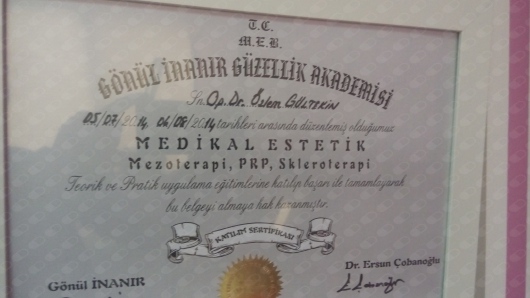 T.C.
M.E.B.
GÖNÜL İNANIR GÜZELLİK AKADEMİSİ
Sn. Op. Dr. Özlem GÜLTEKİN
05/07/2014, 06/08/2014 tarihleri arasında düzenlemiş olduğumuz
MEDİKAL ESTETİK
Mezoterapi, PRP, Skleroterapi
Teorik ve Pratik uygulama eğitimlerine katılıp başarı ile tamamlayarak
bu belgeyi almaya hak kazanmıştır.
KATILIM SERTİFİKASI
Gönül İNANIR
Dr. Ersun Çobanoğlu